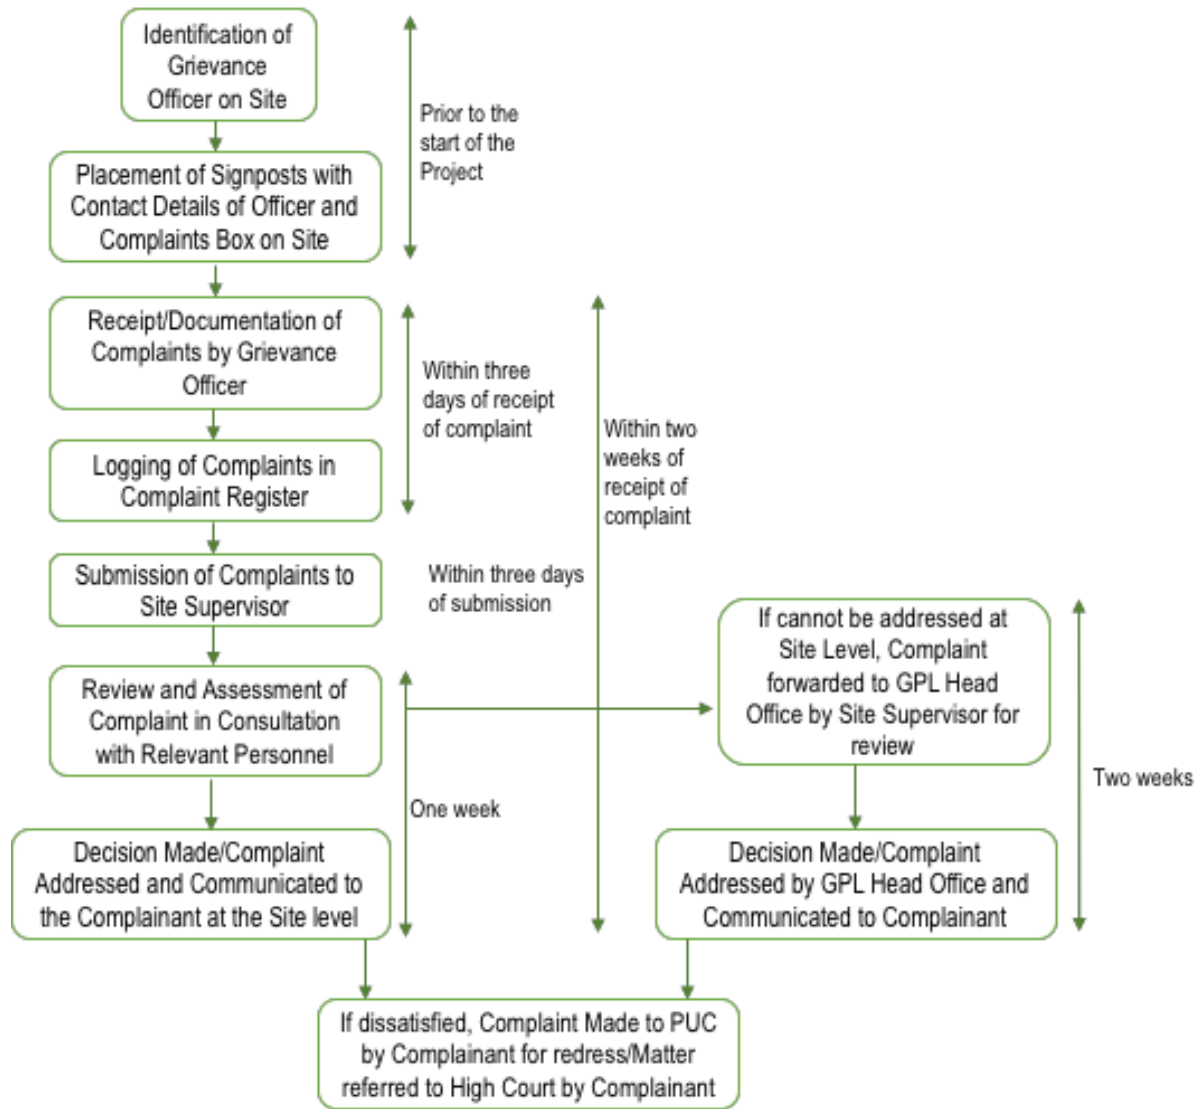 Identification of
Grievance
Officer on Site
Prior to the
start of the
Project
Placement of Signposts with
Contact Details of Officer and
Complaints Box on Site
Receipt/Documentation of
Complaints by Grievance
Officer
Within three
days of receipt
of complaint
Within two
weeks of
receipt of
complaint
Logging of Complaints in
Complaint Register
Submission of Complaints to
Site Supervisor
Within three days
of submission
If cannot be addressed at
Site Level, Complaint
forwarded to GPL Head
Office by Site Supervisor for
review
Review and Assessment of
Complaint in Consultation
with Relevant Personnel
One week
Two weeks
Decision Made/Complaint
Addressed and Communicated to
the Complainant at the Site level
Decision Made/Complaint
Addressed by GPL Head Office and
Communicated to Complainant
If dissatisfied, Complaint Made to PUC
by Complainant for redress/Matter
referred to High Court by Complainant